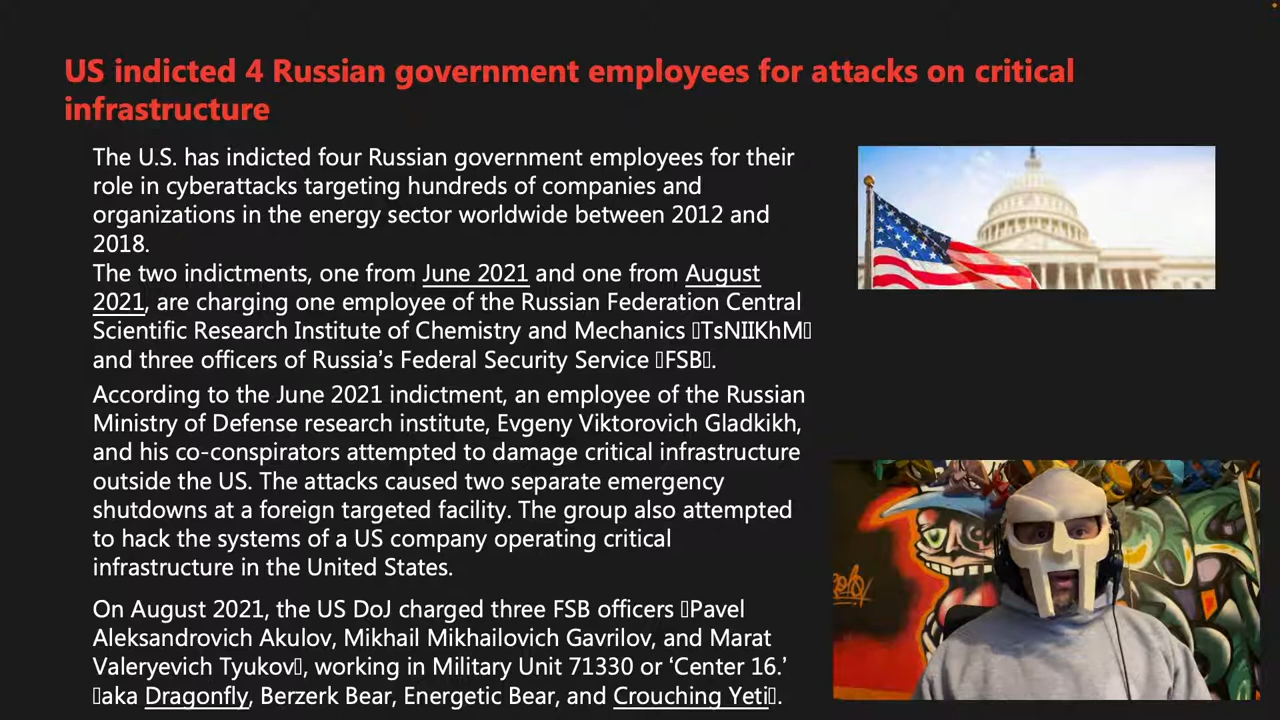 US indicted 4 Russian government employees for attacks on critical
infrastructure
The U.S. has indicted four Russian government employees for their
role in cyberattacks targeting hundreds of companies and
organizations in the energy sector worldwide between 2012 and
2018.
The two indictments, one from June 2021 and one from August
2021, are charging one employee of the Russian Federation Central
Scientific Research Institute of Chemistry and Mechanics ▯TsNIIKhM▯
and three officers of Russia’s Federal Security Service ▯FSB▯.
According to the June 2021 indictment, an employee of the Russian
Ministry of Defense research institute, Evgeny Viktorovich Gladkikh,
and his co-conspirators attempted to damage critical infrastructure
outside the US. The attacks caused two separate emergency
shutdowns at a foreign targeted facility. The group also attempted
to hack the systems of a US company operating critical
infrastructure in the United States.
On August 2021, the US DoJ charged three FSB officers ▯Pavel
Aleksandrovich Akulov, Mikhail Mikhailovich Gavrilov, and Marat
Valeryevich Tyukov▯, working in Military Unit 71330 or ‘Center 16.’
▯aka Dragonfly, Berzerk Bear, Energetic Bear, and Crouching Yeti▯.